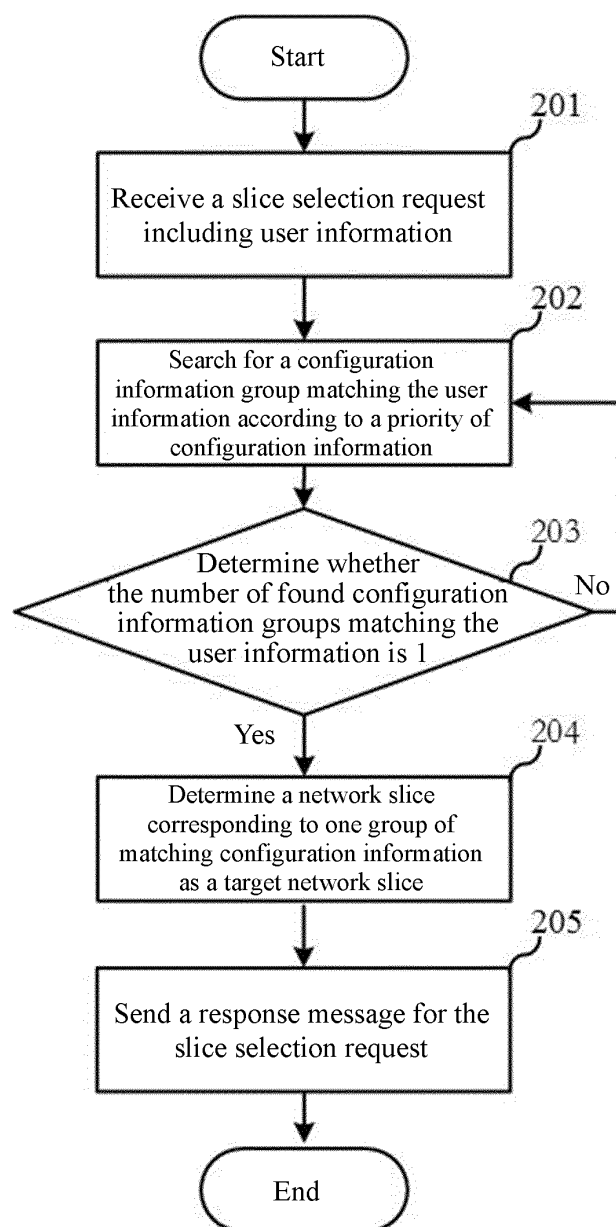 Start
201
Receive a slice selection request
including user information
202
Search for a configuration
information group matching the user
information according to a priority of
configuration information
203
Determine whether
the number of found configuration
information groups matching the
user information is 1
No
Yes
204
Determine a network slice
corresponding to one group of
matching configuration information
as a target network slice
205
Send a response message for the
slice selection request
End